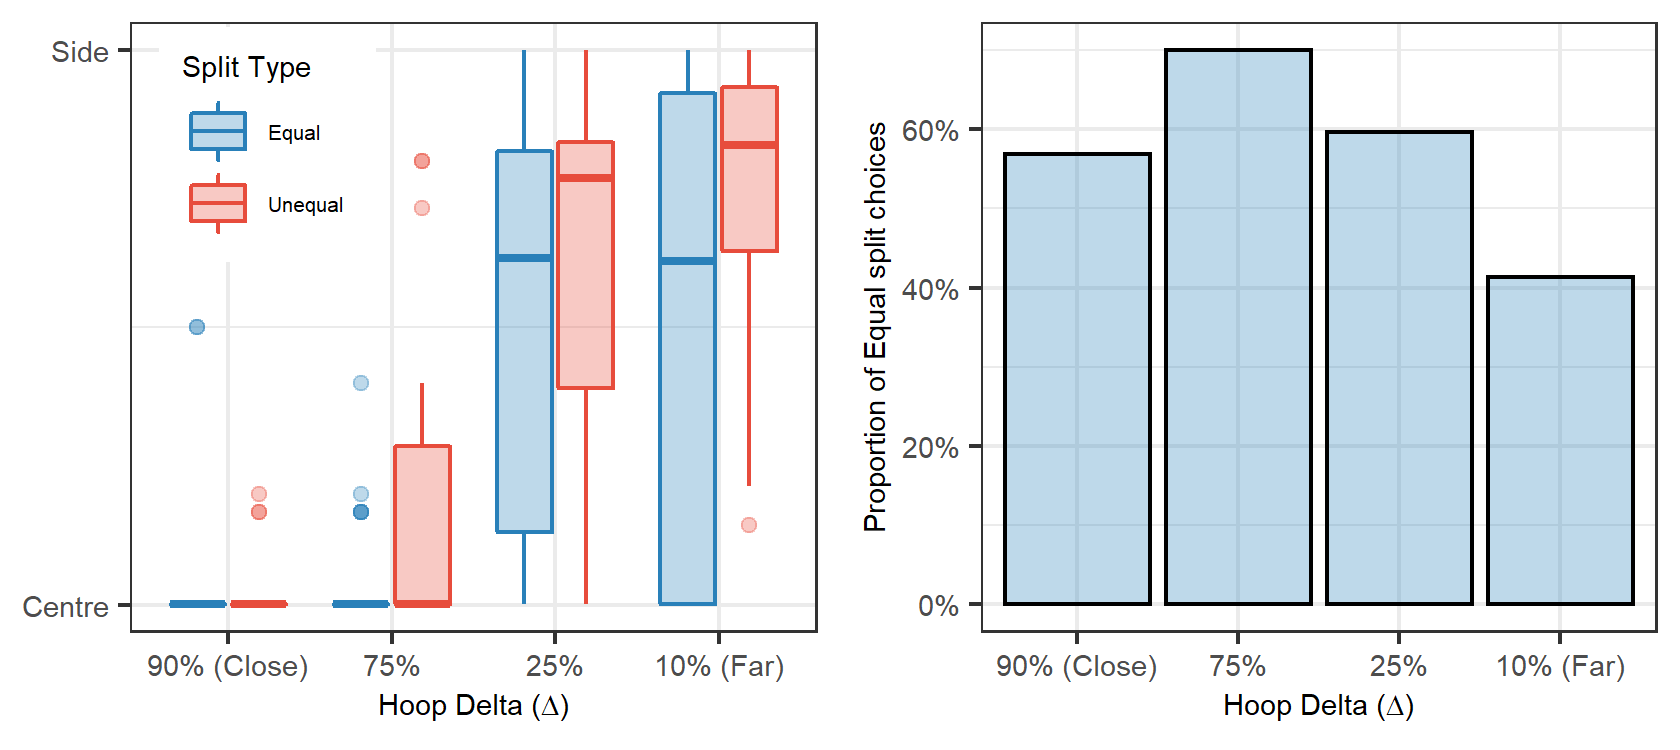 Side
Centre
Split Type
Equal
Unequal
90% (Close)
75%
25%
10% (Far)
Hoop Delta (Δ)
Proportion of Equal split choices
60%
40%
20%
0%
90% (Close)
75%
25%
10% (Far)
Hoop Delta (Δ)